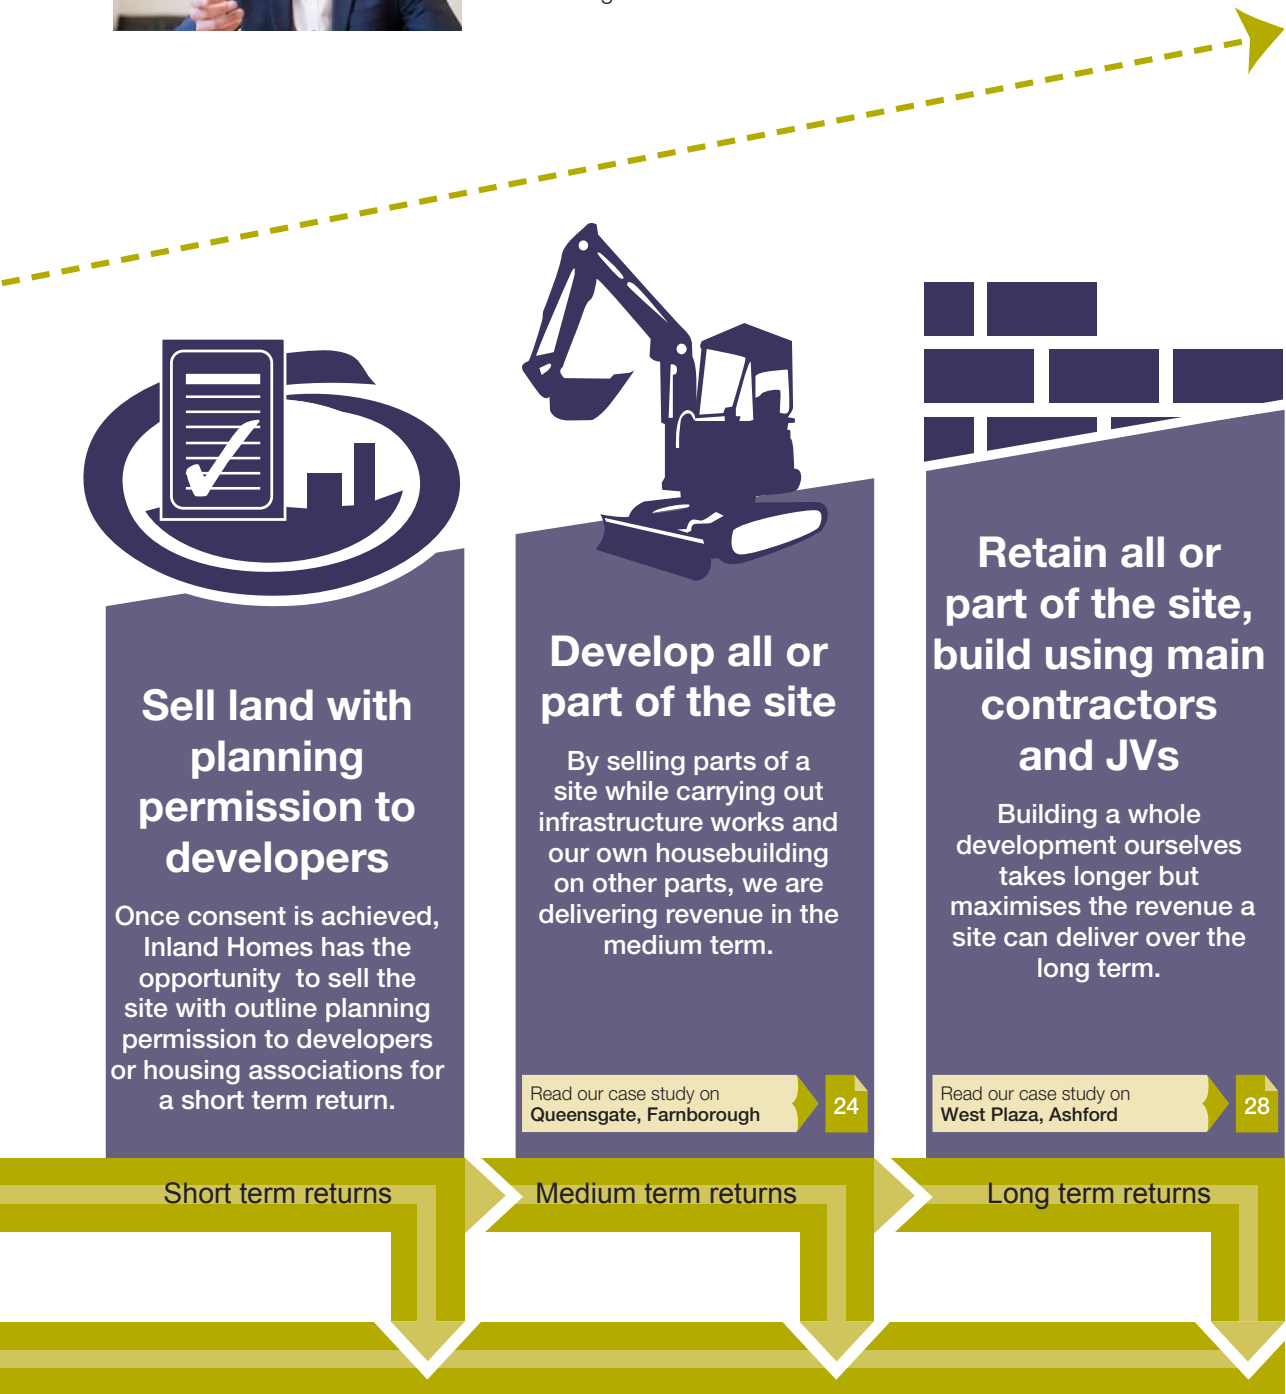 Sell land with
planning
permission to
developers
Once consent is achieved,
Inland Homes has the
opportunity to sell the
site with outline planning
permission to developers
or housing associations for
a short term return.
Develop all or
part of the site
By selling parts of a
site while carrying out
infrastructure works and
our own housebuilding
on other parts, we are
delivering revenue in the
medium term.
Read our case study on
Queensgate, Farnborough
24
Retain all or
part of the site,
build using main
contractors
and JVs
Building a whole
development ourselves
takes longer but
maximises the revenue a
site can deliver over the
long term.
Read our case study on
West Plaza, Ashford
28
Short term returns
Medium term returns
Long term returns